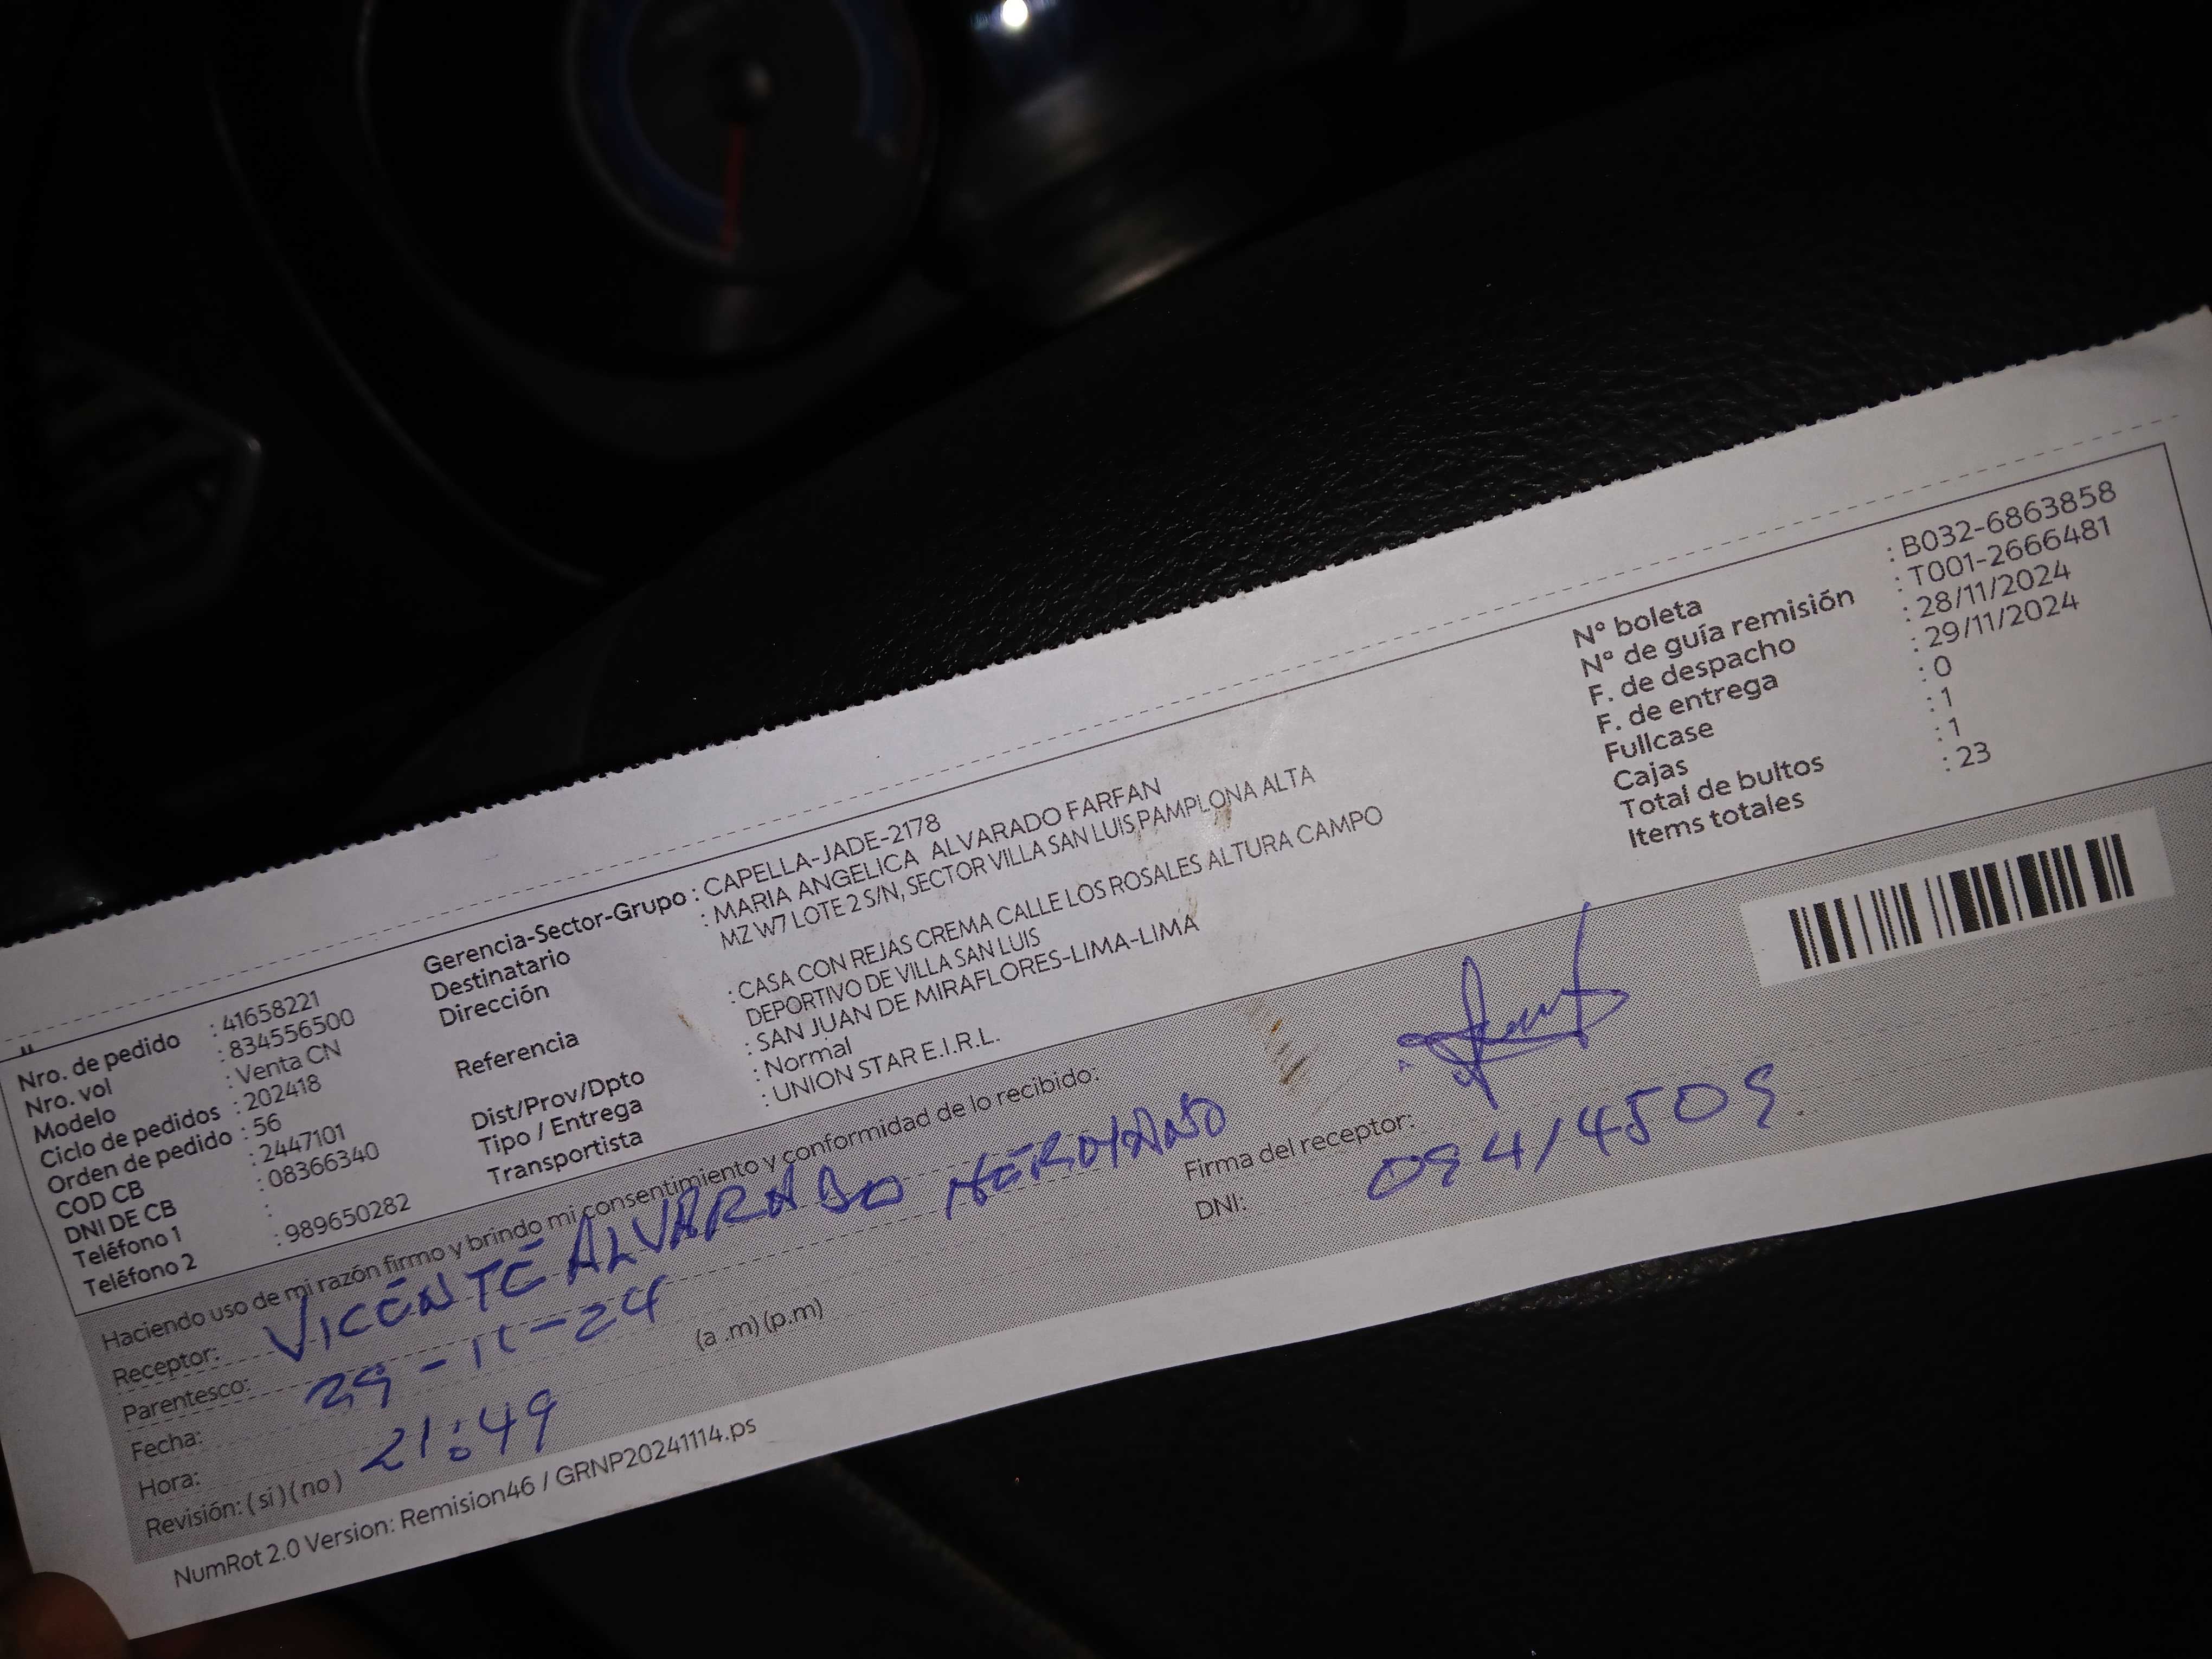 Nro. de pedido : 41658221
Nro. vol : 834556500
Modelo : Venta CN
Ciclo de pedidos : 202418
Orden de pedido : 56
COD CB : 2447101
DNI DE CB : 08366340
Teléfono 1 :
Teléfono 2 : 989650282
Gerencia-Sector-Grupo : CAPELLA-JADE-2178
Destinatario : MARIA ANGELICA ALVARADO FARFAN
Dirección MZ W7 LOTE 2 S/N, SECTOR VILLA SAN LUIS PAMPLONA ALTA
Referencia : CASA CON REJAS CREMA CALLE LOS ROSALES ALTURA CAMPO
DEPORTIVO DE VILLA SAN LUIS
Dist/Prov/Dpto : SAN JUAN DE MIRAFLORES-LIMA-LIMA
Tipo / Entrega : Normal
Transportista : UNION STAR E.I.R.L.
N° boleta : B032-6863858
N° de guía remisión : T001-2666481
F. de despacho : 28/11/2024
F. de entrega : 29/11/2024
Fullcase : 0
Cajas : 1
Total de bultos : 1
Items totales : 23
Haciendo uso de mi razón firmo y brindo mi consentimiento y conformidad de lo recibido:
Receptor: VICENTE ALVARADO HERMANO
Parentesco:
Fecha: 29-11-24
Hora: 21:49 (a .m) (p.m)
Revisión: ( si ) ( no )
Firma del receptor:
DNI:
NumRot 2.0 Version: Remision46 / GRNP20241114.ps